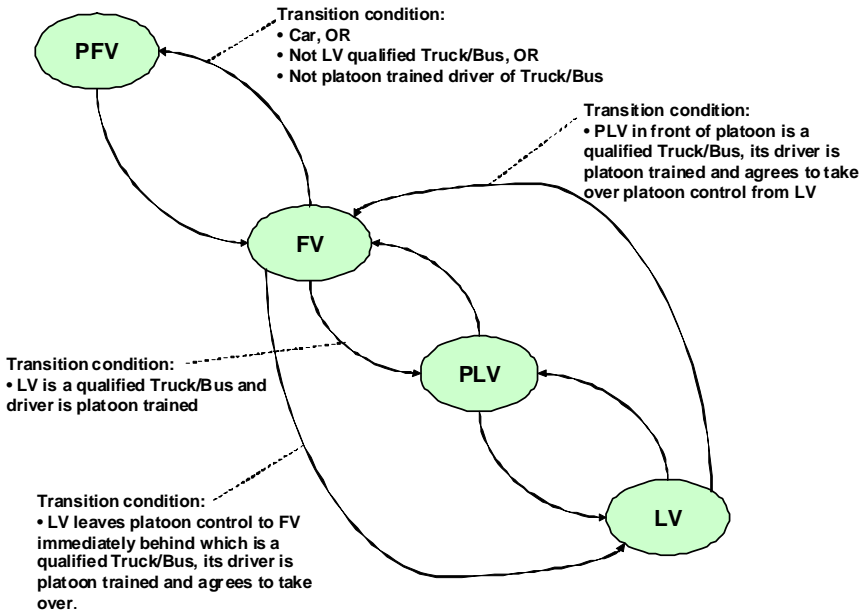 Transition condition:
• Car, OR
• Not LV qualified Truck/Bus, OR
• Not platoon trained driver of Truck/Bus
PFV
Transition condition:
• PLV in front of platoon is a
qualified Truck/Bus, its driver is
platoon trained and agrees to take
over platoon control from LV
FV
Transition condition:
• LV is a qualified Truck/Bus and
driver is platoon trained
PLV
Transition condition:
• LV leaves platoon control to FV
immediately behind which is a
qualified Truck/Bus, its driver is
platoon trained and agrees to take
over.
LV